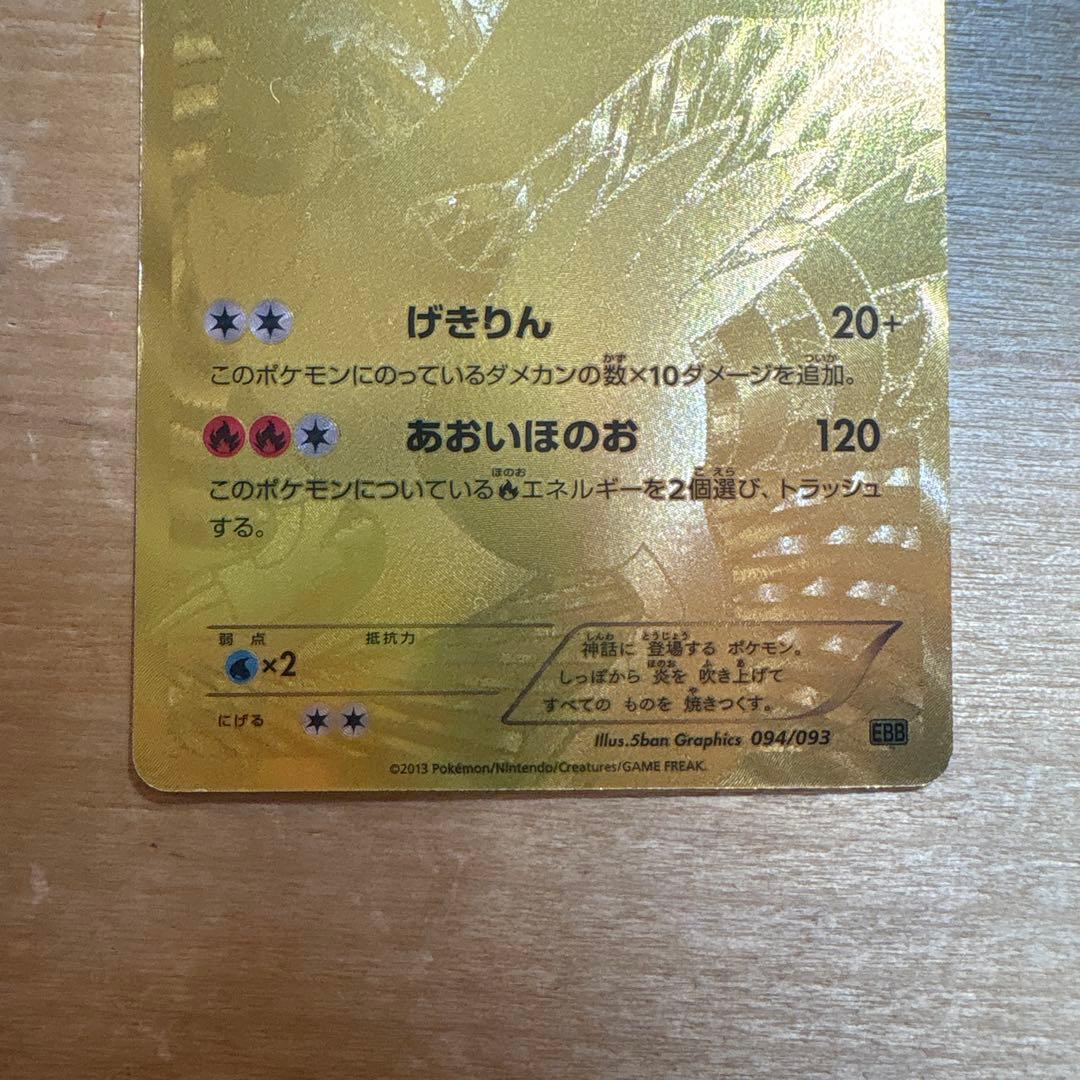 げきりん 20+
このポケモンにのっているダメカンの数×10ダメージを追加。
あおいほのお 120
このポケモンについているエネルギーを2個選び、トラッシュ
する。
弱点 抵抗力
×2
にげる
神話に 登場する ポケモン。
しっぽから 炎を 吹き上げて
すべての ものを 焼きつくす。
Illus.5ban Graphics 094/093 EBB
©2013 Pokémon/Nintendo/Creatures/GAME FREAK.